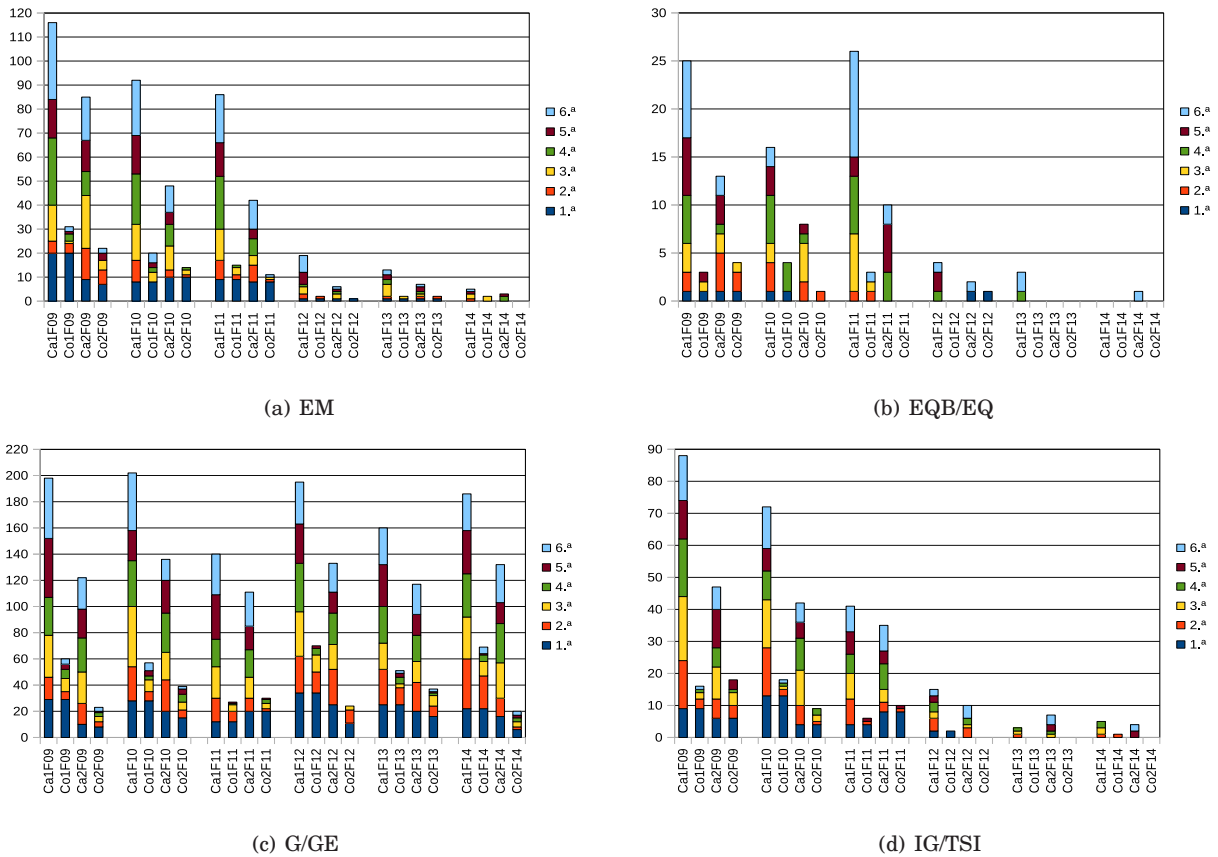 120
110
100
90
80
70
60
50
40
30
20
10
0
Ca1F09
Co1F09
Ca2F09
Co2F09
Ca1F10
Co1F10
Ca2F10
Co2F10
Ca1F11
Co1F11
Ca2F11
Co2F11
Ca1F12
Co1F12
Ca2F12
Co2F12
Ca1F13
Co1F13
Ca2F13
Co2F13
Ca1F14
Co1F14
Ca2F14
Co2F14
6.ª
5.ª
4.ª
3.ª
2.ª
1.ª
(a) EM
30
25
20
15
10
5
0
Ca1F09
Co1F09
Ca2F09
Co2F09
Ca1F10
Co1F10
Ca2F10
Co2F10
Ca1F11
Co1F11
Ca2F11
Co2F11
Ca1F12
Co1F12
Ca2F12
Co2F12
Ca1F13
Co1F13
Ca2F13
Co2F13
Ca1F14
Co1F14
Ca2F14
Co2F14
6.ª
5.ª
4.ª
3.ª
2.ª
1.ª
(b) EQB/EQ
220
200
180
160
140
120
100
80
60
40
20
0
Ca1F09
Co1F09
Ca2F09
Co2F09
Ca1F10
Co1F10
Ca2F10
Co2F10
Ca1F11
Co1F11
Ca2F11
Co2F11
Ca1F12
Co1F12
Ca2F12
Co2F12
Ca1F13
Co1F13
Ca2F13
Co2F13
Ca1F14
Co1F14
Ca2F14
Co2F14
6.ª
5.ª
4.ª
3.ª
2.ª
1.ª
(c) G/GE
90
80
70
60
50
40
30
20
10
0
Ca1F09
Co1F09
Ca2F09
Co2F09
Ca1F10
Co1F10
Ca2F10
Co2F10
Ca1F11
Co1F11
Ca2F11
Co2F11
Ca1F12
Co1F12
Ca2F12
Co2F12
Ca1F13
Co1F13
Ca2F13
Co2F13
Ca1F14
Co1F14
Ca2F14
Co2F14
6.ª
5.ª
4.ª
3.ª
2.ª
1.ª
(d) IG/TSI